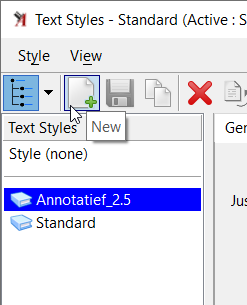 Text Styles - Standard (Active : S
Style View
New
Text Styles
Style (none)
Annotatief_2.5
Standard
Ger
Jus